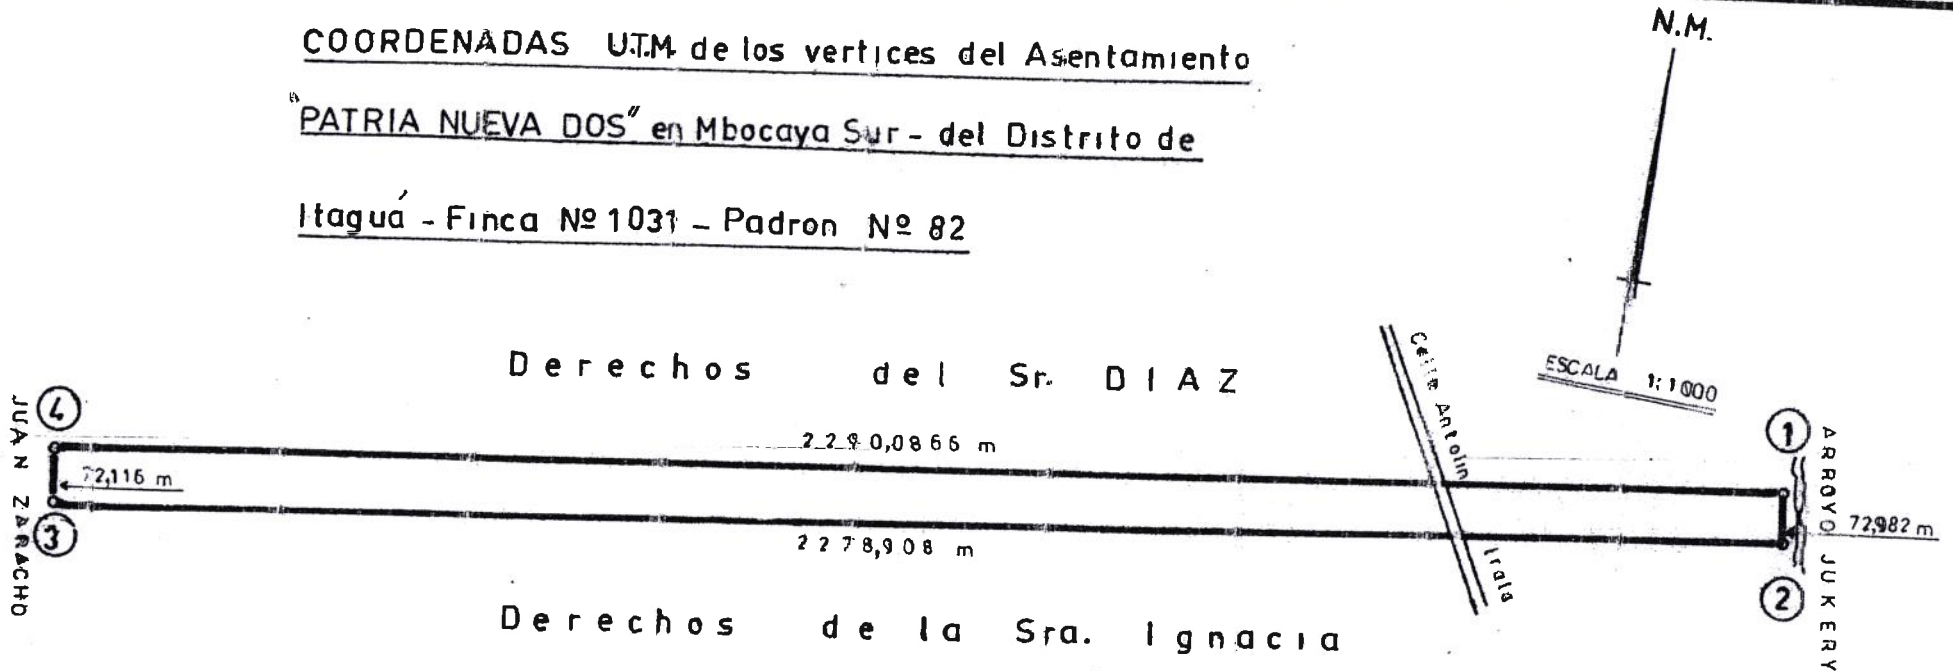 COORDENADAS U.T.M. de los vertices del Asentamiento
"PATRIA NUEVA DOS" en Mbocaya Sur - del Distrito de
Itaguá - Finca Nº 1031 - Padron Nº 82
N.M.
ESCALA 1:1000
Derechos del Sr. DIAZ
Calle Antolin Irala
4
JUAN ZARACHO
72,116 m
3
m
2278,908 m
1
ARROYO JUKERY
72,982 m
2
Derechos de la Sra. Ignacia